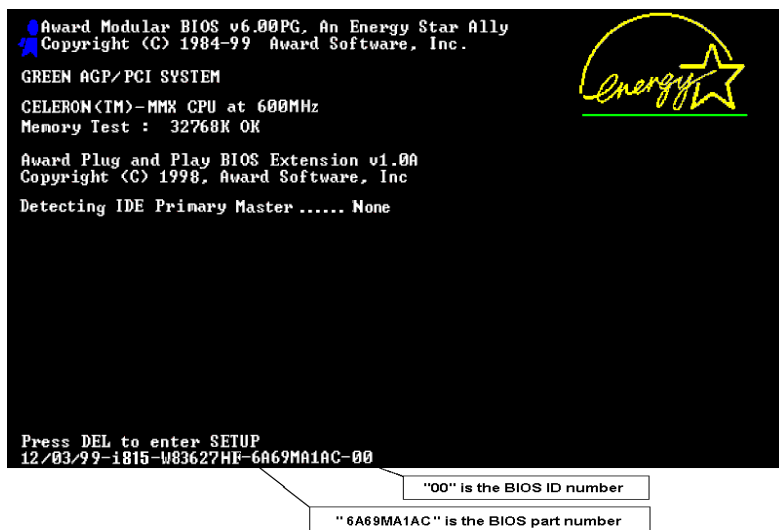 Award Modular BIOS v6.00PG, An Energy Star Ally
Copyright (C) 1984-99 Award Software, Inc.
energy
GREEN AGP/PCI SYSTEM
CELERON(TM)-MMX CPU at 600MHz
Memory Test : 32768K OK
Award Plug and Play BIOS Extension v1.0A
Copyright (C) 1998, Award Software, Inc
Detecting IDE Primary Master ...... None
Press DEL to enter SETUP
12/03/99-i815-W83627HF-6A69MA1AC-00
"00" is the BIOS ID number
"6A69MA1AC" is the BIOS part number